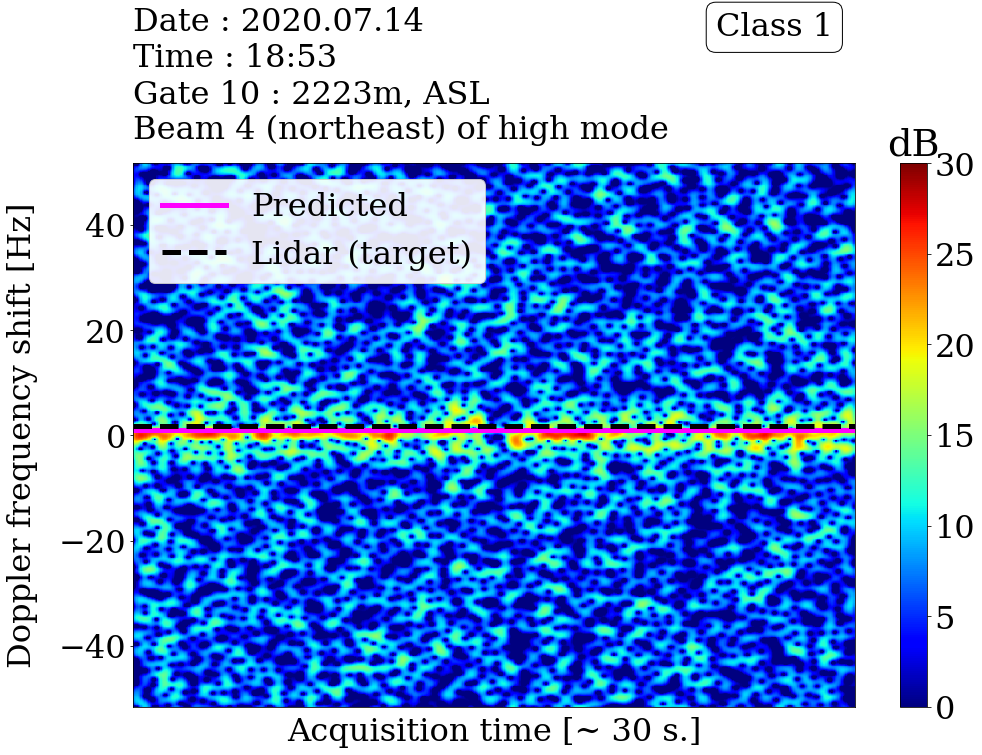 Date : 2020.07.14
Time : 18:53
Gate 10 : 2223m, ASL
Beam 4 (northeast) of high mode
Class 1
dB
Predicted
Lidar (target)
Doppler frequency shift [Hz]
40
20
0
−20
−40
Acquisition time [~ 30 s.]
30
25
20
15
10
5
0